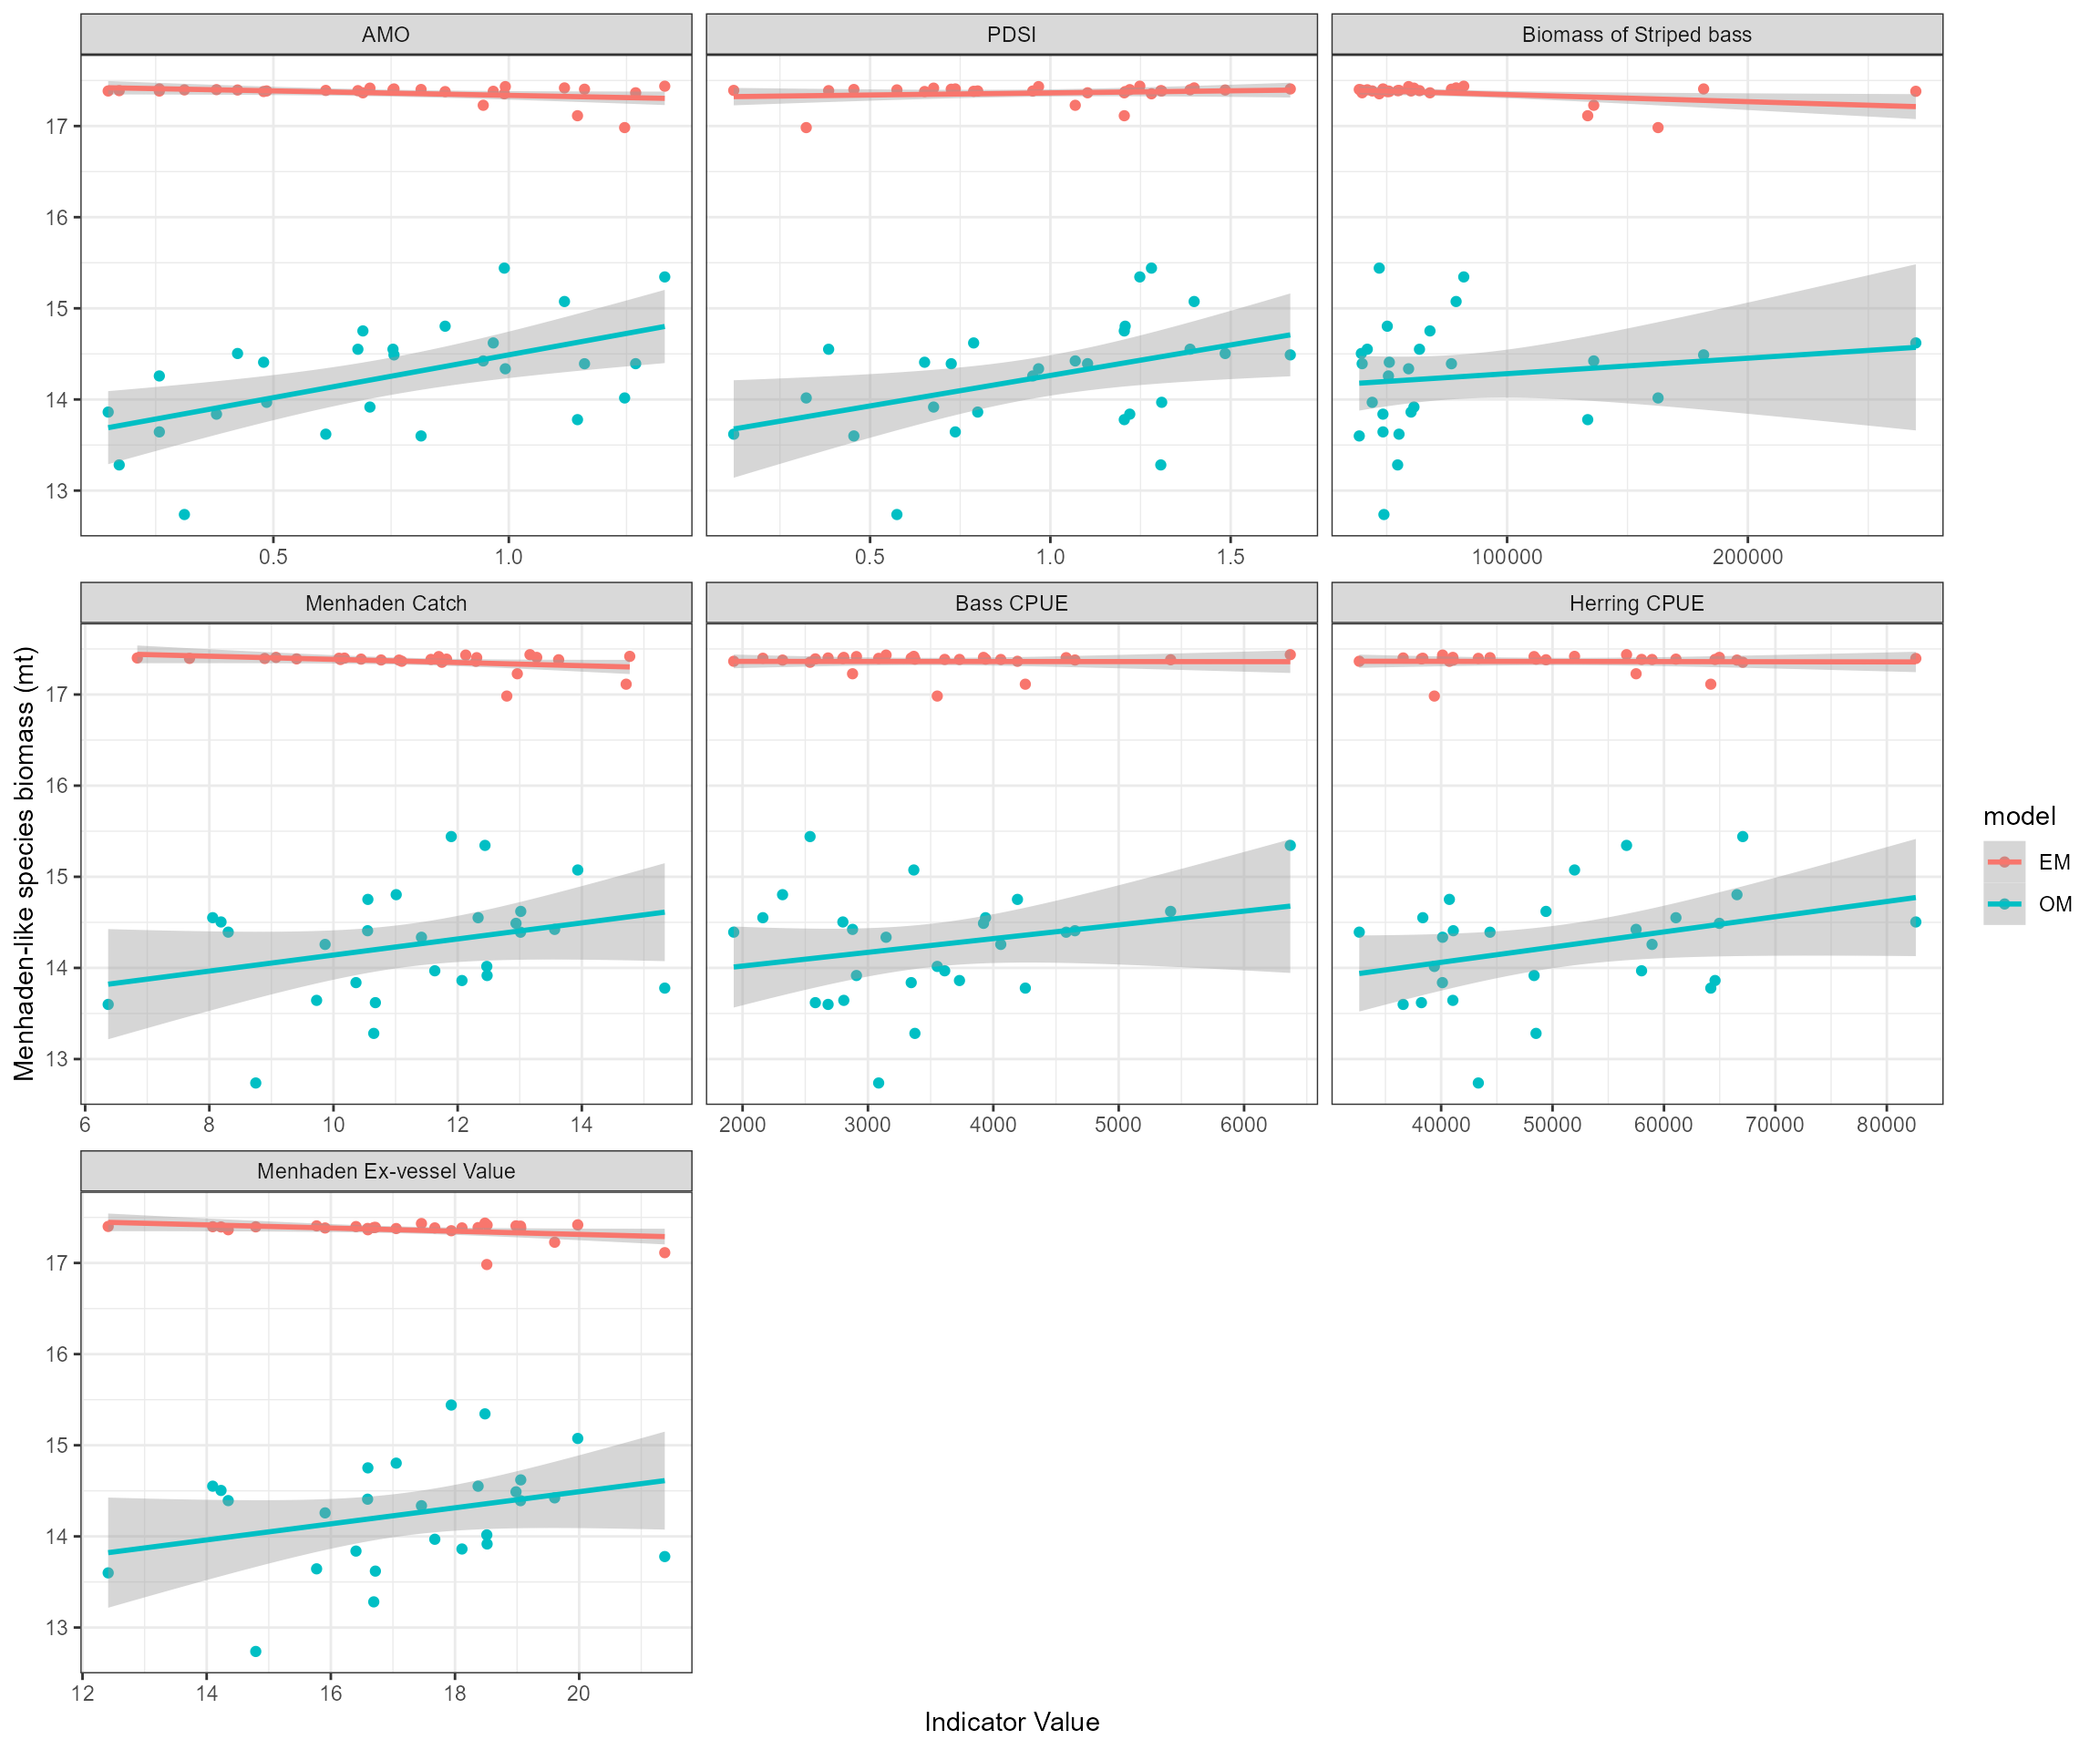 AMO
PDSI
Biomass of Striped bass
17
16
15
14
13
0.5 1.0
0.5 1.0 1.5
100000 200000
Menhaden Catch
Bass CPUE
Herring CPUE
17
16
15
14
13
6 8 10 12 14
2000 3000 4000 5000 6000
40000 50000 60000 70000 80000
Menhaden Ex-vessel Value
17
16
15
14
13
12 14 16 18 20
Menhaden-like species biomass (mt)
Indicator Value
model
EM
OM